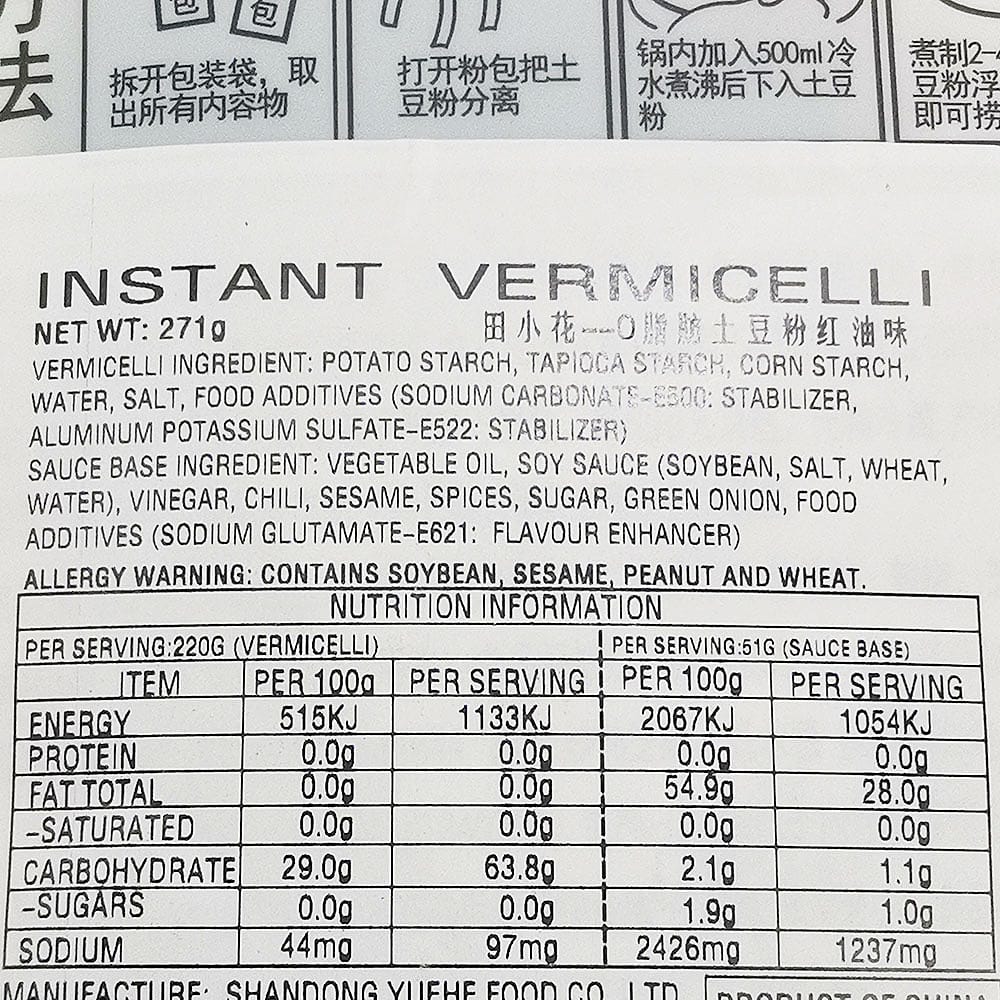 方
法
包
包
拆开包装袋，取
出所有内容物
打开粉包把土
豆粉分离
锅内加入500ml冷
水煮沸后下入土豆
粉
煮制2-4
豆粉浮
即可捞
INSTANT VERMICELLI
NET WT: 271g
田小花——0脂肪土豆粉红油味
VERMICELLI INGREDIENT: POTATO STARCH, TAPIOCA STARCH, CORN STARCH,
WATER, SALT, FOOD ADDITIVES (SODIUM CARBONATE-E500: STABILIZER,
ALUMINUM POTASSIUM SULFATE-E522: STABILIZER)
SAUCE BASE INGREDIENT: VEGETABLE OIL, SOY SAUCE (SOYBEAN, SALT, WHEAT,
WATER), VINEGAR, CHILI, SESAME, SPICES, SUGAR, GREEN ONION, FOOD
ADDITIVES (SODIUM GLUTAMATE-E621: FLAVOUR ENHANCER)
ALLERGY WARNING: CONTAINS SOYBEAN, SESAME, PEANUT AND WHEAT.
NUTRITION INFORMATION
PER SERVING:220G (VERMICELLI) PER SERVING:51G (SAUCE BASE)
ITEM PER 100g PER SERVING PER 100g PER SERVING
ENERGY 515KJ 1133KJ 2067KJ 1054KJ
PROTEIN 0.0g 0.0g 0.0g 0.0g
FAT TOTAL 0.0g 0.0g 54.9g 28.0g
-SATURATED 0.0g 0.0g 0.0g 0.0g
CARBOHYDRATE 29.0g 63.8g 2.1g 1.1g
-SUGARS 0.0g 0.0g 1.9g 1.0g
SODIUM 44mg 97mg 2426mg 1237mg
MANUFACTURE: SHANDONG YUEHE FOOD CO., LTD
PRODUCT OF CHINA